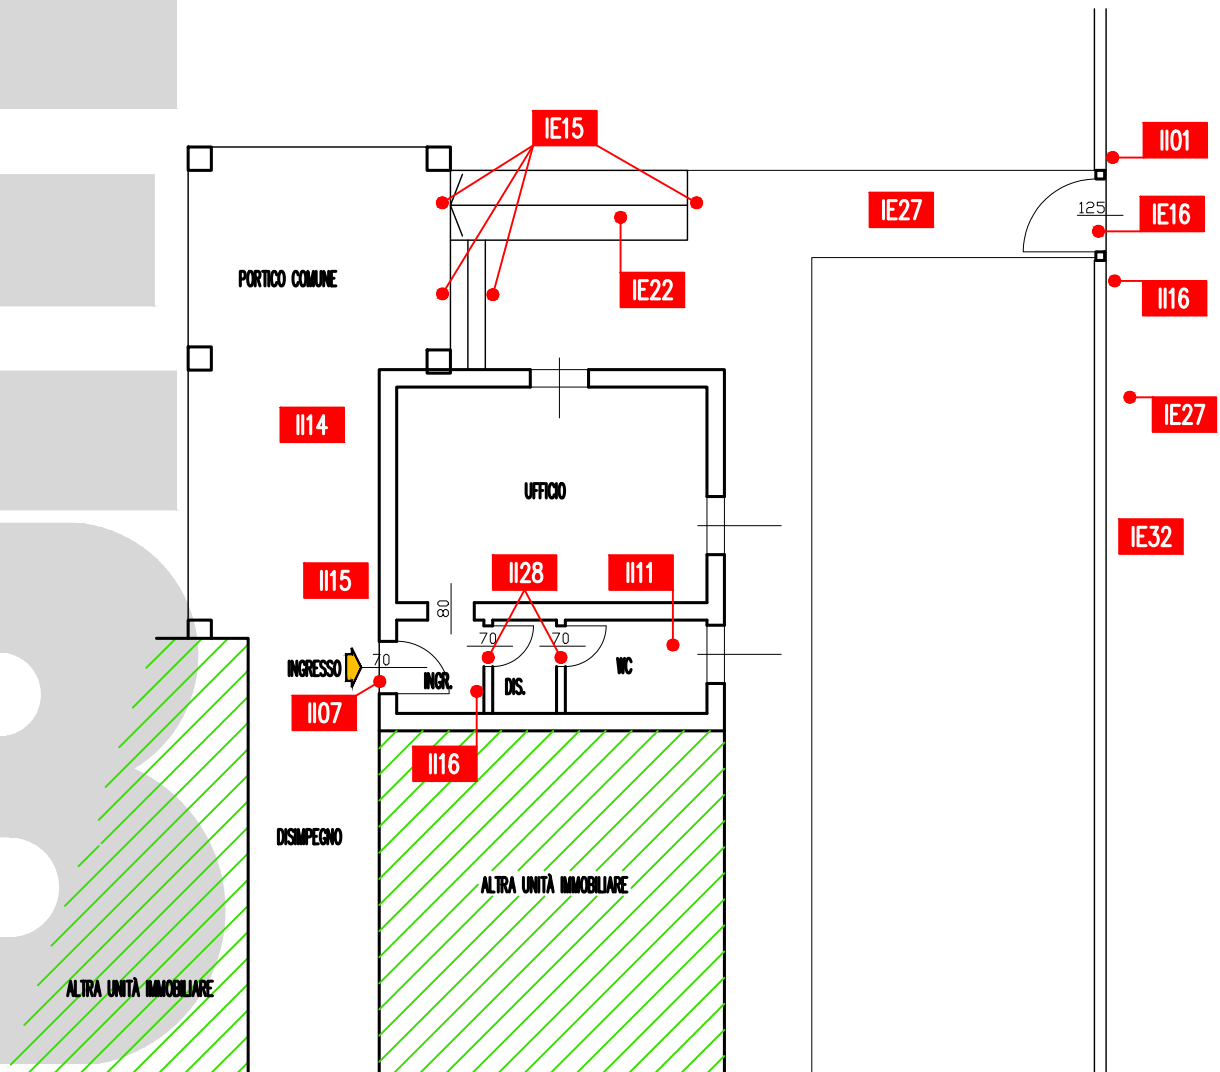 IE15
II01
IE27
125
IE16
PORTICO COMUNE
IE22
II16
II14
IE27
UFFICIO
IE32
II15
II28
II11
80
70
70
INGRESSO
70
INGR.
DIS.
WC
II07
II16
DISIMPEGNO
ALTRA UNITÀ IMMOBILIARE
ALTRA UNITÀ IMMOBILIARE